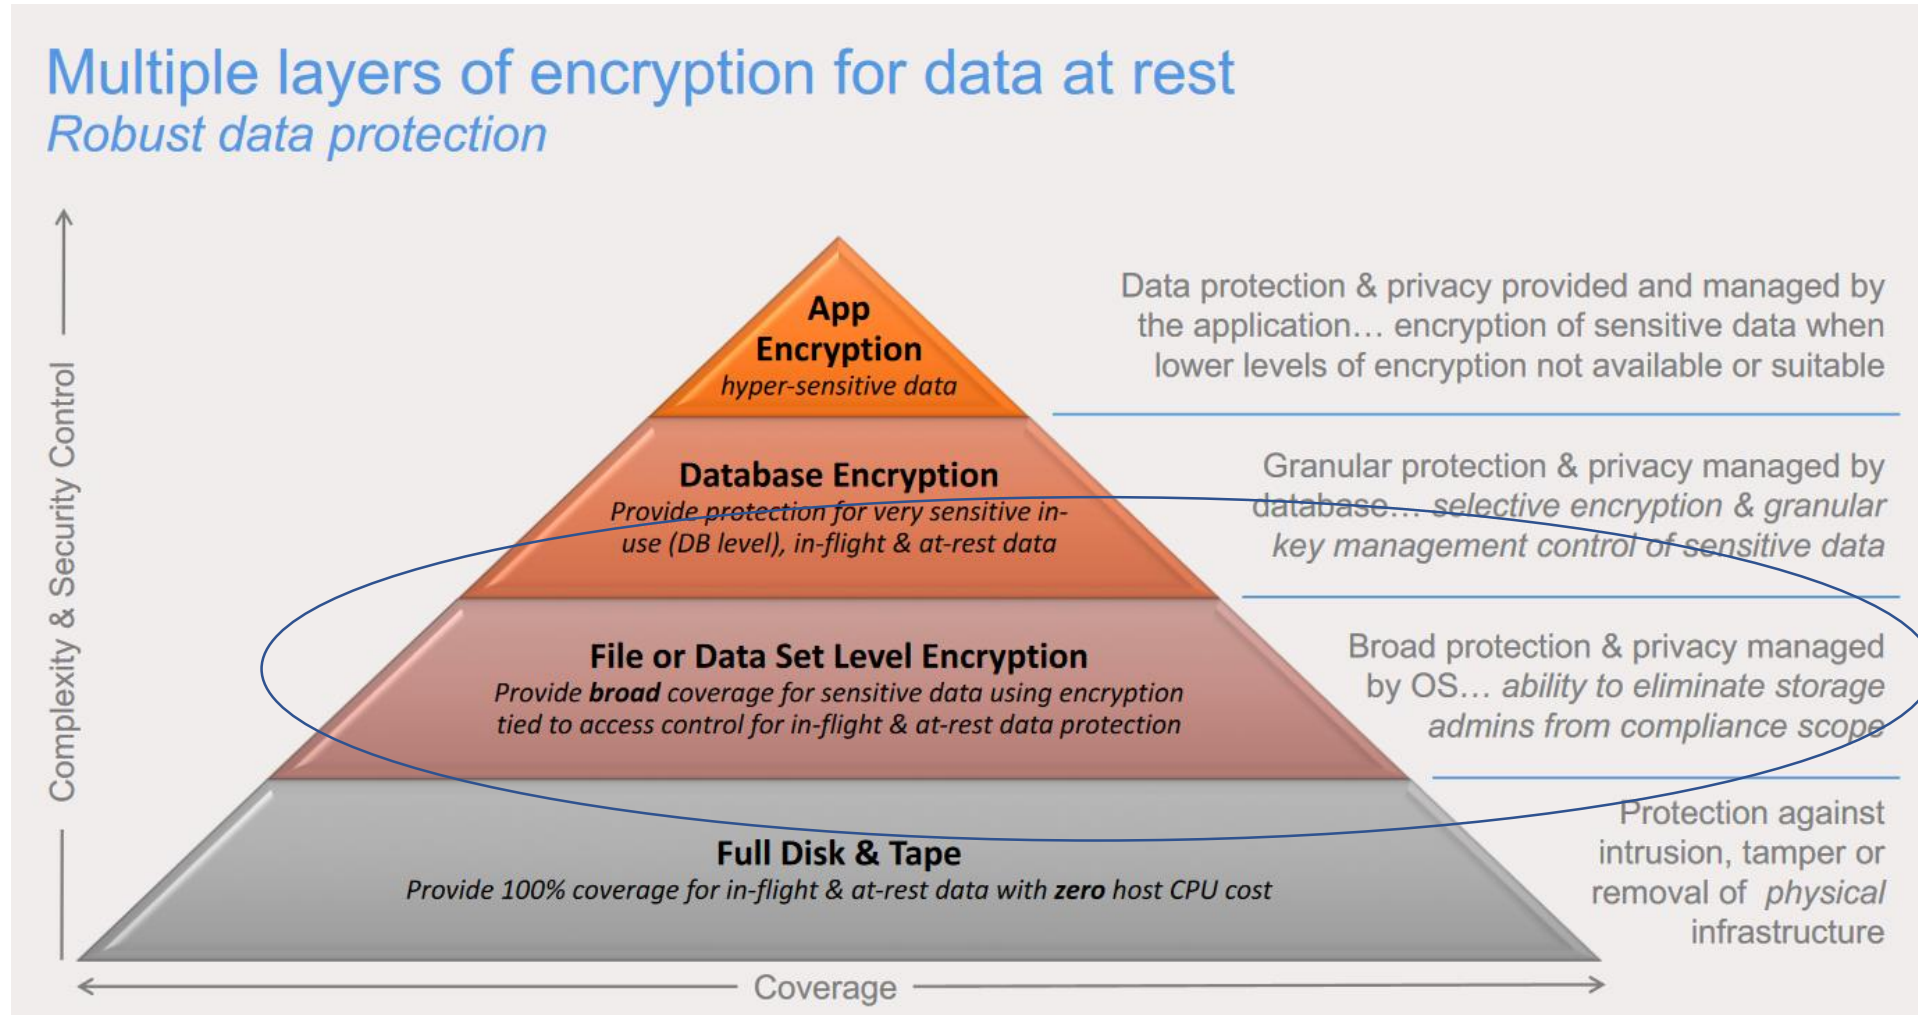 Multiple layers of encryption for data at rest
Robust data protection
Complexity & Security Control
App
Encryption
hyper-sensitive data
Data protection & privacy provided and managed by
the application... encryption of sensitive data when
lower levels of encryption not available or suitable
Database Encryption
Provide protection for very sensitive in-
use (DB level), in-flight & at-rest data
Granular protection & privacy managed by
database... selective encryption & granular
key management control of sensitive data
File or Data Set Level Encryption
Provide broad coverage for sensitive data using encryption
tied to access control for in-flight & at-rest data protection
Broad protection & privacy managed
by OS... ability to eliminate storage
admins from compliance scope
Full Disk & Tape
Provide 100% coverage for in-flight & at-rest data with zero host CPU cost
Protection against
intrusion, tamper or
removal of physical
infrastructure
Coverage